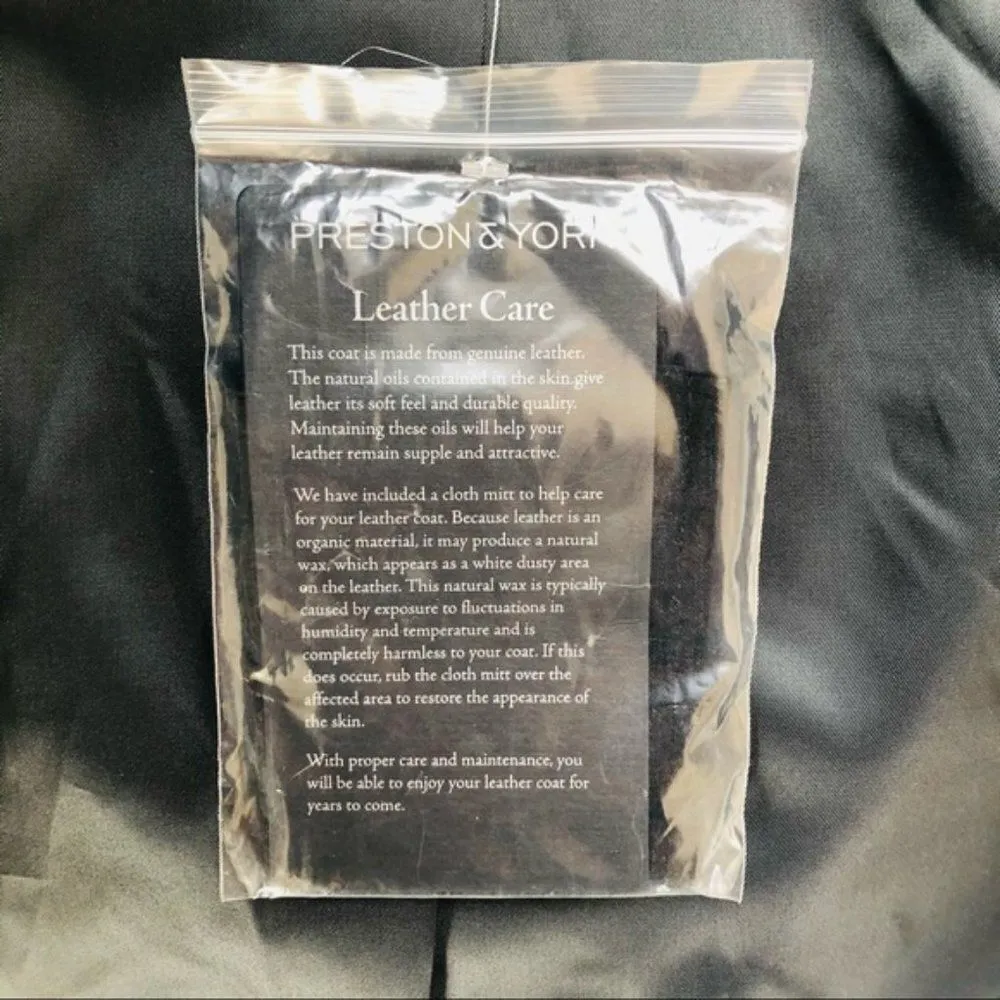 PRESTON & YORK
Leather Care
This coat is made from genuine leather.
The natural oils contained in the skin give
leather its soft feel and durable quality.
Maintaining these oils will help your
leather remain supple and attractive.
We have included a cloth mitt to help care
for your leather coat. Because leather is an
organic material, it may produce a natural
wax, which appears as a white dusty area
on the leather. This natural wax is typically
caused by exposure to fluctuations in
humidity and temperature and is
completely harmless to your coat. If this
does occur, rub the cloth mitt over the
affected area to restore the appearance of
the skin.
With proper care and maintenance, you
will be able to enjoy your leather coat for
years to come.